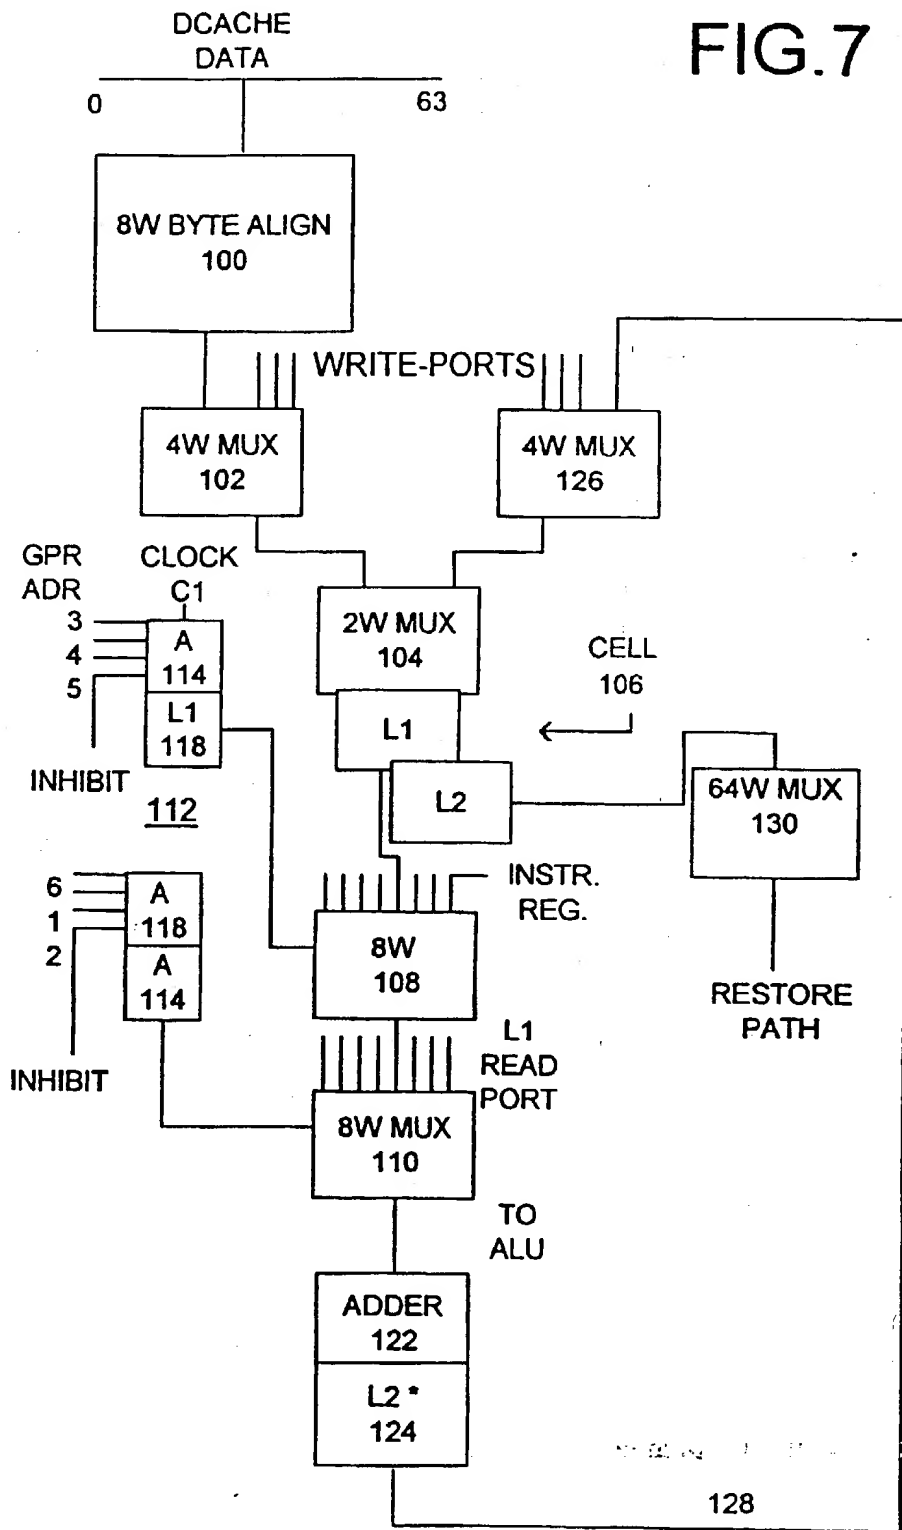 DCACHE
DATA
FIG.7
0
63
8W BYTE ALIGN
100
WRITE-PORTS
4W MUX
102
4W MUX
126
GPR
ADR
CLOCK
C1
3
4
5
A
114
L1
118
INHIBIT
112
2W MUX
104
L1
L2
CELL
106
64W MUX
130
RESTORE
PATH
6
1
2
A
118
A
114
INHIBIT
INSTR.
REG.
8W
108
L1
READ
PORT
8W MUX
110
TO
ALU
ADDER
122
L2 *
124
128